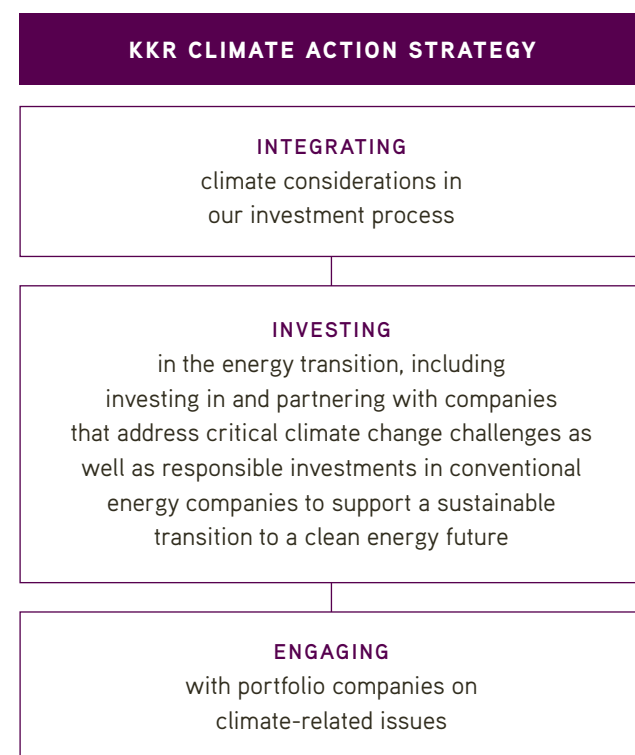 KKR CLIMATE ACTION STRATEGY
INTEGRATING
climate considerations in
our investment process
INVESTING
in the energy transition, including
investing in and partnering with companies
that address critical climate change challenges as
well as responsible investments in conventional
energy companies to support a sustainable
transition to a clean energy future
ENGAGING
with portfolio companies on
climate-related issues